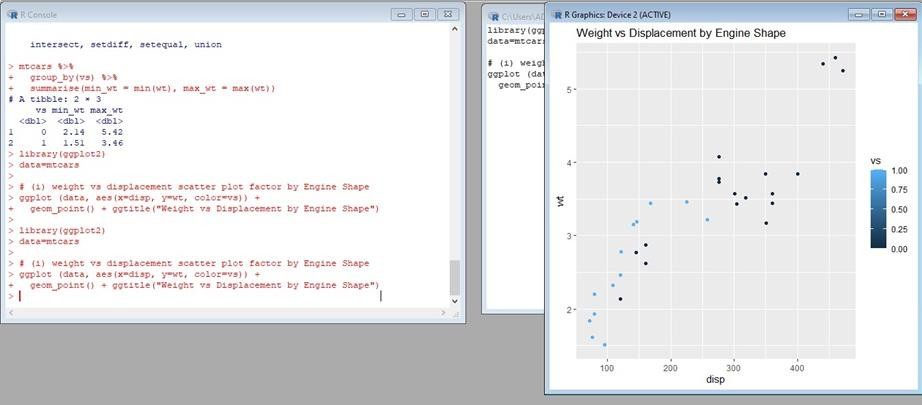 R Console
intersect, setdiff, setequal, union
> mtcars %>%
+   group_by(vs) %>%
+   summarise(min_wt = min(wt), max_wt = max(wt))
# A tibble: 2 × 3
     vs min_wt max_wt
  <dbl>  <dbl>  <dbl>
1     0   2.14   5.42
2     1   1.51   3.46
> library(ggplot2)
> data=mtcars
>
> # (i) weight vs displacement scatter plot factor by Engine Shape
> ggplot (data, aes(x=disp, y=wt, color=vs)) +
+   geom_point() + ggtitle("Weight vs Displacement by Engine Shape")
>
> library(ggplot2)
> data=mtcars
>
> # (i) weight vs displacement scatter plot factor by Engine Shape
> ggplot (data, aes(x=disp, y=wt, color=vs)) +
+   geom_point() + ggtitle("Weight vs Displacement by Engine Shape")
>
C:\Users\AD
library(ggp
data=mtcars
# (i) weigh
ggplot (dat
geom_poin
R Graphics: Device 2 (ACTIVE)
Weight vs Displacement by Engine Shape
5
4
3
2
wt
100
200
300
400
disp
vs
1.00
0.75
0.50
0.25
0.00